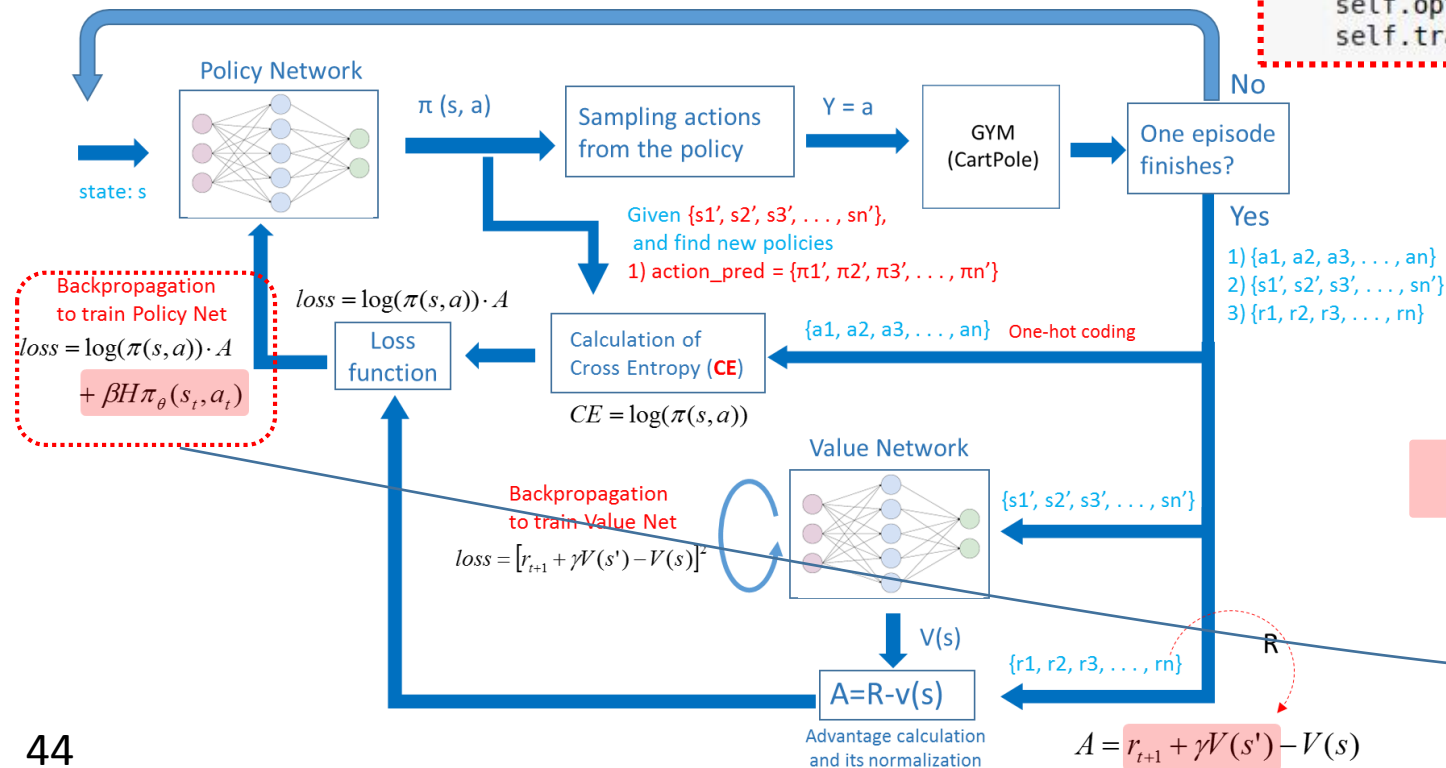 self.op
self.tra
No
Policy Network
π (s, a)
Sampling actions
from the policy
Y = a
GYM
(CartPole)
One episode
finishes?
state: s
Yes
Given {s1’, s2’, s3’, . . . , sn’},
and find new policies
1) action_pred = {π1’, π2’, π3’, . . . , πn’}
1) {a1, a2, a3, . . . , an}
2) {s1’, s2’, s3’, . . . , sn’}
3) {r1, r2, r3, . . . , rn}
Backpropagation
to train Policy Net
loss = log(π(s, a)) · A
+ βHπ_θ(s_t, a_t)
loss = log(π(s, a)) · A
Loss
function
Calculation of
Cross Entropy (CE)
CE = log(π(s, a))
{a1, a2, a3, . . . , an} One-hot coding
Value Network
Backpropagation
to train Value Net
loss = [r_{t+1} + γV(s') − V(s)]²
{s1’, s2’, s3’, . . . , sn’}
V(s)
{r1, r2, r3, . . . , rn}
R
A=R-v(s)
Advantage calculation
and its normalization
A = r_{t+1} + γV(s') − V(s)
44